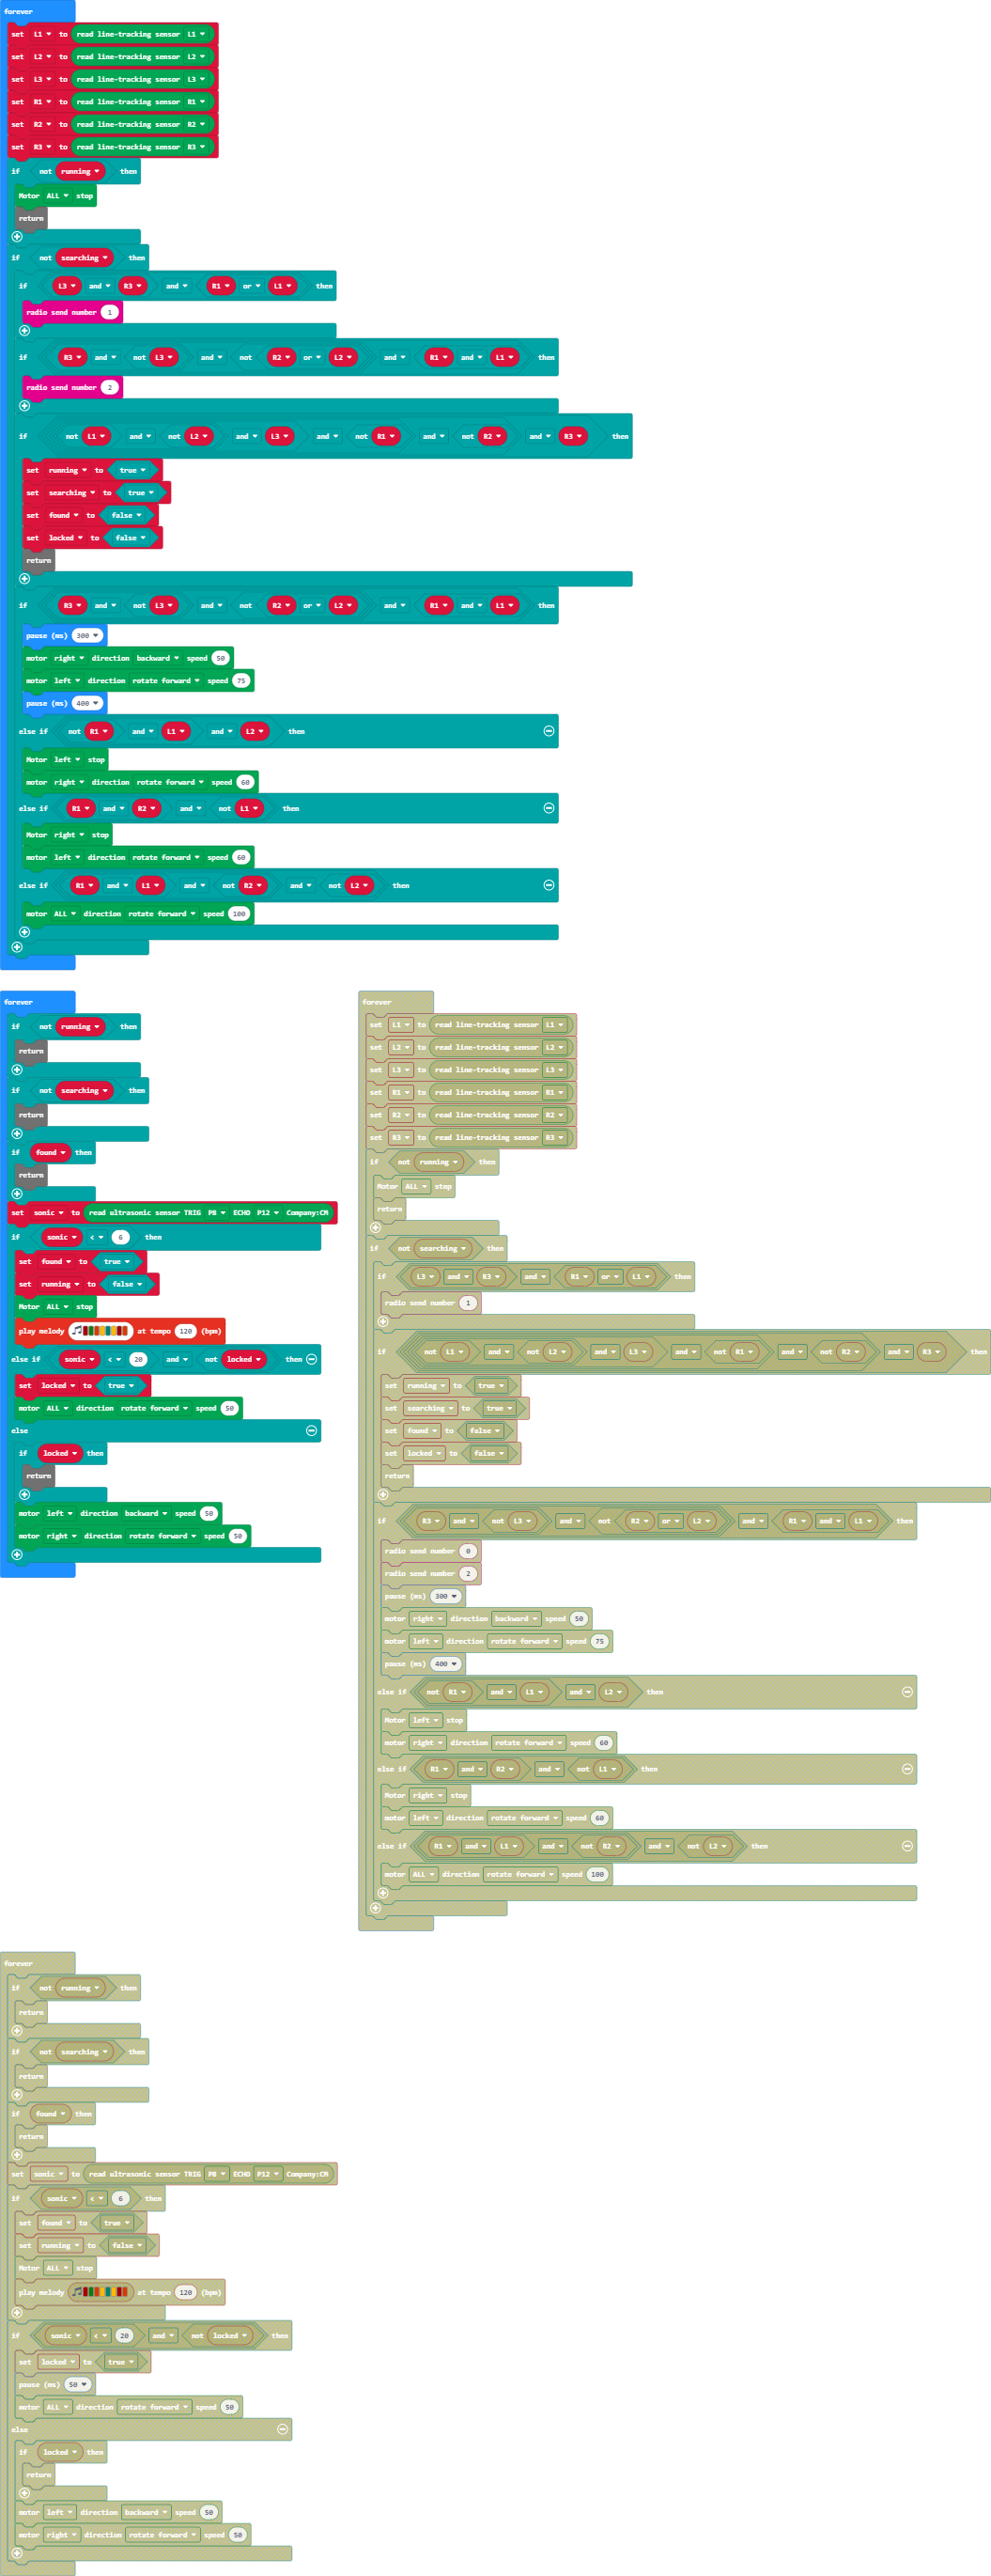 forever
set L1 to read line-tracking sensor L1
set L2 to read line-tracking sensor L2
set L3 to read line-tracking sensor L3
set R1 to read line-tracking sensor R1
set R2 to read line-tracking sensor R2
set R3 to read line-tracking sensor R3
if not running then
Motor ALL stop
return
if not searching then
if L3 and R3 and R1 or L1 then
radio send number 1
if R3 and not L3 and not R2 or L2 and R1 and L1 then
radio send number 2
if not L1 and not L2 and L3 and not R1 and not R2 and R3 then
set running to true
set searching to true
set found to false
set locked to false
return
if R3 and not L3 and not R2 or L2 and R1 and L1 then
pause (ms) 300
motor right direction backward speed 50
motor left direction rotate forward speed 75
pause (ms) 400
else if not R1 and L1 and L2 then
Motor left stop
motor right direction rotate forward speed 60
else if R1 and R2 and not L1 then
Motor right stop
motor left direction rotate forward speed 60
else if R1 and L1 and not R2 and not L2 then
motor ALL direction rotate forward speed 100
forever
if not running then
return
if not searching then
return
if found then
return
set sonic to read ultrasonic sensor TRIG P8 ECHO P12 Company:CM
if sonic < 6 then
set found to true
set running to false
Motor ALL stop
play melody at tempo 120 (bpm)
else if sonic < 20 and not locked then
set locked to true
motor ALL direction rotate forward speed 50
else
if locked then
return
motor left direction backward speed 50
motor right direction rotate forward speed 50
forever
set L1 to read line-tracking sensor L1
set L2 to read line-tracking sensor L2
set L3 to read line-tracking sensor L3
set R1 to read line-tracking sensor R1
set R2 to read line-tracking sensor R2
set R3 to read line-tracking sensor R3
if not running then
Motor ALL stop
return
if not searching then
if L3 and R3 and R1 or L1 then
radio send number 1
if not L1 and not L2 and L3 and not R1 and not R2 and R3 then
set running to true
set searching to true
set found to false
set locked to false
return
if R3 and not L3 and not R2 or L2 and R1 and L1 then
radio send number 0
radio send number 2
pause (ms) 300
motor right direction backward speed 50
motor left direction rotate forward speed 75
pause (ms) 400
else if not R1 and L1 and L2 then
Motor left stop
motor right direction rotate forward speed 60
else if R1 and R2 and not L1 then
Motor right stop
motor left direction rotate forward speed 60
else if R1 and L1 and not R2 and not L2 then
motor ALL direction rotate forward speed 100
forever
if not running then
return
if not searching then
return
if found then
return
set sonic to read ultrasonic sensor TRIG P8 ECHO P12 Company:CM
if sonic < 6 then
set found to true
set running to false
Motor ALL stop
play melody at tempo 120 (bpm)
if sonic < 20 and not locked then
set locked to true
pause (ms) 50
motor ALL direction rotate forward speed 50
else
if locked then
return
motor left direction backward speed 50
motor right direction rotate forward speed 50